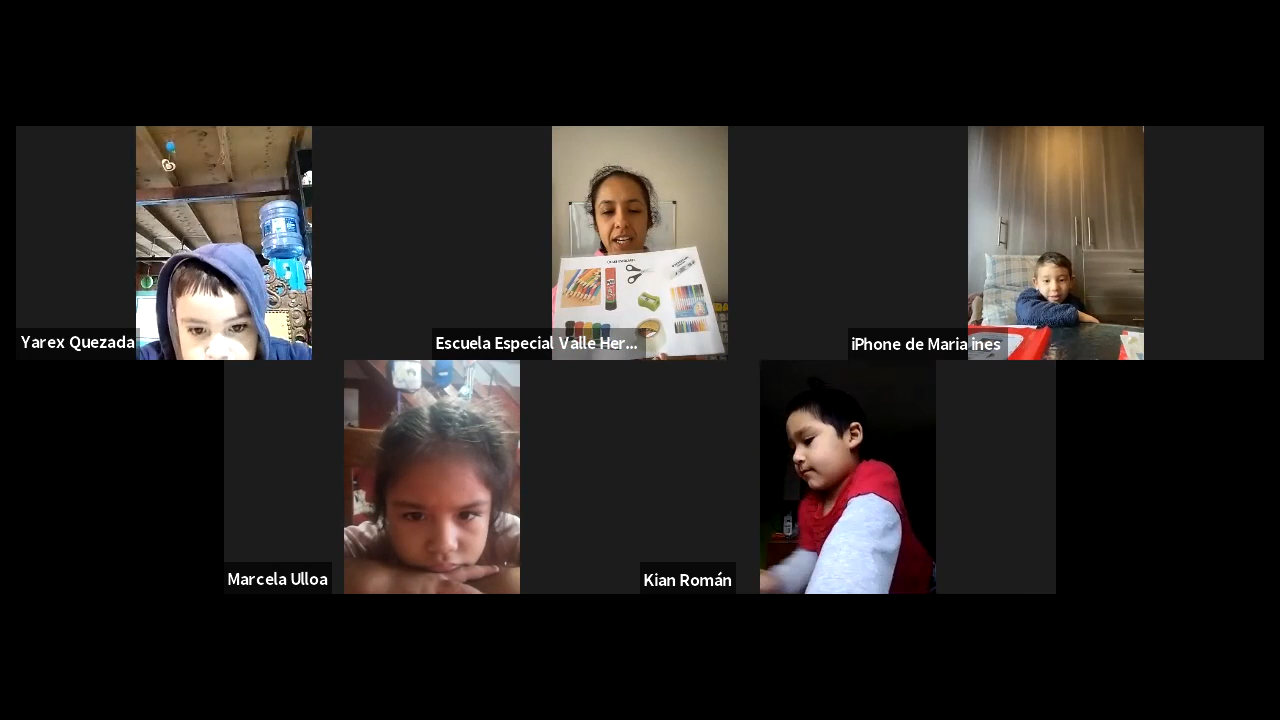 Yarex Quezada
Escuela Especial Valle Her...
iPhone de Maria ines
Marcela Ulloa
Kian Román